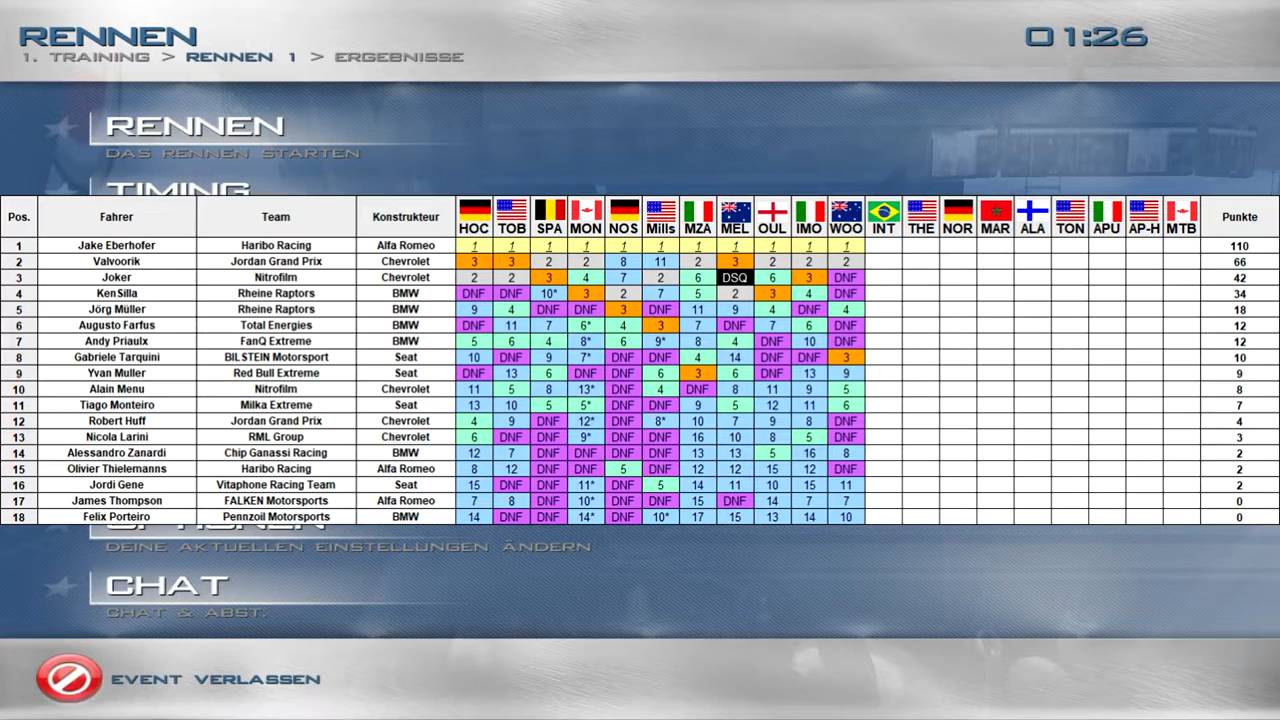 RENNEN
01:26
1. TRAINING > RENNEN 1 > ERGEBNISSE
RENNEN
DAS RENNEN STARTEN
TIMING
Pos. Fahrer Team Konstrukteur HOC TOB SPA MON NOS Mills MZA MEL OUL IMO WOO INT THE NOR MAR ALA TON APU AP-H MTB Punkte
1 Jake Eberhofer Haribo Racing Alfa Romeo 1 1 1 1 1 1 1 1 1 1 1 110
2 Valvoorik Jordan Grand Prix Chevrolet 3 3 2 2 8 11 2 3 2 2 2 66
3 Joker Nitrofilm Chevrolet 2 2 3 4 7 2 6 DSQ 6 3 DNF 42
4 Ken Silla Rheine Raptors BMW DNF DNF 10* 3 2 7 5 2 3 4 DNF 34
5 Jörg Müller Rheine Raptors BMW 9 4 DNF DNF 3 DNF 11 9 4 DNF 4 18
6 Augusto Farfus Total Energies BMW DNF 11 7 6* 4 3 7 DNF 7 6 DNF 12
7 Andy Priaulx FanQ Extreme BMW 5 6 4 8* 6 9* 8 4 DNF 10 DNF 12
8 Gabriele Tarquini BILSTEIN Motorsport Seat 10 DNF 9 7* DNF DNF 4 14 DNF DNF 3 10
9 Yvan Muller Red Bull Extreme Seat DNF 13 6 DNF DNF 6 3 6 DNF 13 9 9
10 Alain Menu Nitrofilm Chevrolet 11 5 8 13* DNF 4 DNF 8 11 9 5 8
11 Tiago Monteiro Milka Extreme Seat 13 10 5 5* DNF DNF 9 5 12 11 6 7
12 Robert Huff Jordan Grand Prix Chevrolet 4 9 DNF 12* DNF 8* 10 7 9 8 DNF 4
13 Nicola Larini RML Group Chevrolet 6 DNF DNF 9* DNF DNF 16 10 8 5 DNF 3
14 Alessandro Zanardi Chip Ganassi Racing BMW 12 7 DNF DNF DNF DNF 13 13 5 16 8 2
15 Olivier Thielemanns Haribo Racing Alfa Romeo 8 12 DNF DNF 5 DNF 12 12 15 12 DNF 2
16 Jordi Gene Vitaphone Racing Team Seat 15 DNF DNF 11* DNF 5 14 11 10 15 11 2
17 James Thompson FALKEN Motorsports Alfa Romeo 7 8 DNF 10* DNF DNF 15 DNF 14 7 7 0
18 Felix Porteiro Pennzoil Motorsports BMW 14 DNF DNF 14* DNF 10* 17 15 13 14 10 0
OPTIONEN
DEINE AKTUELLEN EINSTELLUNGEN ÄNDERN
CHAT
CHAT & ABST.
EVENT VERLASSEN